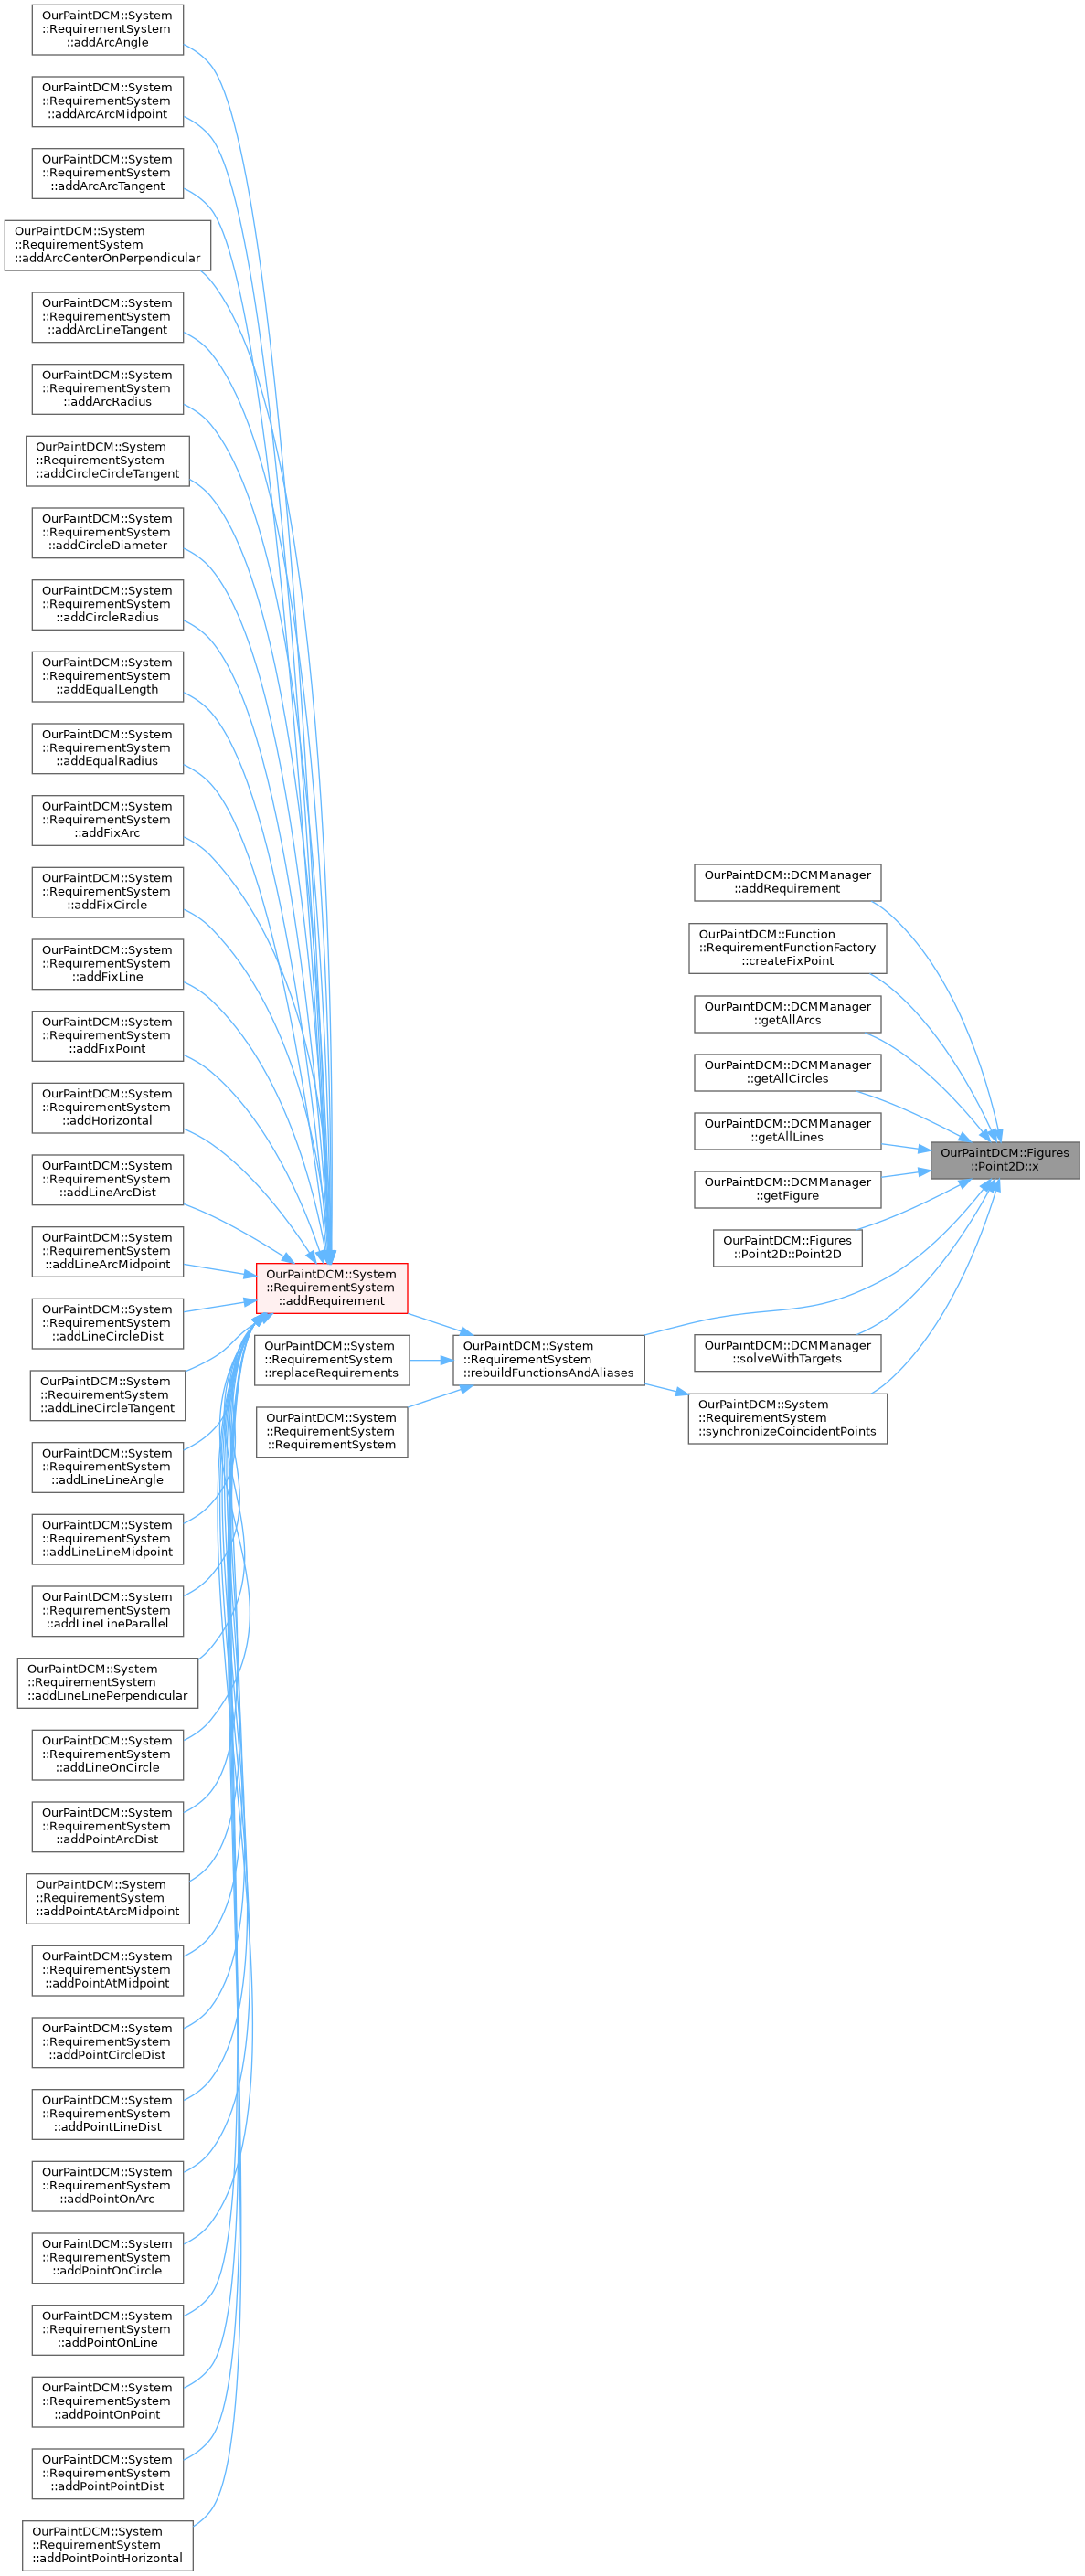 OurPaintDCM::System
::RequirementSystem
::addArcAngle
OurPaintDCM::System
::RequirementSystem
::addArcArcMidpoint
OurPaintDCM::System
::RequirementSystem
::addArcArcTangent
OurPaintDCM::System
::RequirementSystem
::addArcCenterOnPerpendicular
OurPaintDCM::System
::RequirementSystem
::addArcLineTangent
OurPaintDCM::System
::RequirementSystem
::addArcRadius
OurPaintDCM::System
::RequirementSystem
::addCircleCircleTangent
OurPaintDCM::System
::RequirementSystem
::addCircleDiameter
OurPaintDCM::System
::RequirementSystem
::addCircleRadius
OurPaintDCM::System
::RequirementSystem
::addEqualLength
OurPaintDCM::System
::RequirementSystem
::addEqualRadius
OurPaintDCM::System
::RequirementSystem
::addFixArc
OurPaintDCM::System
::RequirementSystem
::addFixCircle
OurPaintDCM::System
::RequirementSystem
::addFixLine
OurPaintDCM::System
::RequirementSystem
::addFixPoint
OurPaintDCM::System
::RequirementSystem
::addHorizontal
OurPaintDCM::System
::RequirementSystem
::addLineArcDist
OurPaintDCM::System
::RequirementSystem
::addLineArcMidpoint
OurPaintDCM::System
::RequirementSystem
::addLineCircleDist
OurPaintDCM::System
::RequirementSystem
::addLineCircleTangent
OurPaintDCM::System
::RequirementSystem
::addLineLineAngle
OurPaintDCM::System
::RequirementSystem
::addLineLineMidpoint
OurPaintDCM::System
::RequirementSystem
::addLineLineParallel
OurPaintDCM::System
::RequirementSystem
::addLineLinePerpendicular
OurPaintDCM::System
::RequirementSystem
::addLineOnCircle
OurPaintDCM::System
::RequirementSystem
::addPointArcDist
OurPaintDCM::System
::RequirementSystem
::addPointAtArcMidpoint
OurPaintDCM::System
::RequirementSystem
::addPointAtMidpoint
OurPaintDCM::System
::RequirementSystem
::addPointCircleDist
OurPaintDCM::System
::RequirementSystem
::addPointLineDist
OurPaintDCM::System
::RequirementSystem
::addPointOnArc
OurPaintDCM::System
::RequirementSystem
::addPointOnCircle
OurPaintDCM::System
::RequirementSystem
::addPointOnLine
OurPaintDCM::System
::RequirementSystem
::addPointOnPoint
OurPaintDCM::System
::RequirementSystem
::addPointPointDist
OurPaintDCM::System
::RequirementSystem
::addPointPointHorizontal
OurPaintDCM::System
::RequirementSystem
::addRequirement
OurPaintDCM::System
::RequirementSystem
::replaceRequirements
OurPaintDCM::System
::RequirementSystem
::RequirementSystem
OurPaintDCM::System
::RequirementSystem
::rebuildFunctionsAndAliases
OurPaintDCM::DCMManager
::addRequirement
OurPaintDCM::Function
::RequirementFunctionFactory
::createFixPoint
OurPaintDCM::DCMManager
::getAllArcs
OurPaintDCM::DCMManager
::getAllCircles
OurPaintDCM::DCMManager
::getAllLines
OurPaintDCM::DCMManager
::getFigure
OurPaintDCM::Figures
::Point2D::Point2D
OurPaintDCM::DCMManager
::solveWithTargets
OurPaintDCM::System
::RequirementSystem
::synchronizeCoincidentPoints
OurPaintDCM::Figures
::Point2D::x